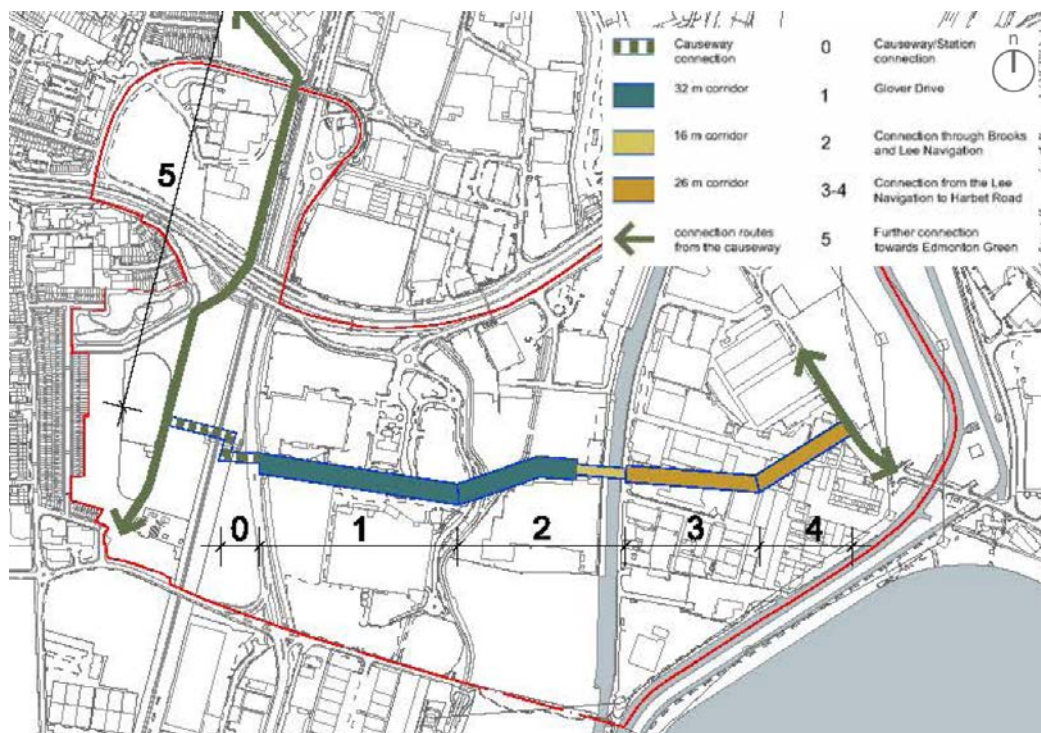 n
Causeway
connection
0
Causeway/Station
connection
32 m corridor
1
Glover Drive
16 m corridor
2
Connection through Brooks
and Lee Navigation
26 m corridor
3-4
Connection from the Lee
Navigation to Harbet Road
connection routes
from the causeway
5
Further connection
towards Edmonton Green
5
0
1
2
3
4